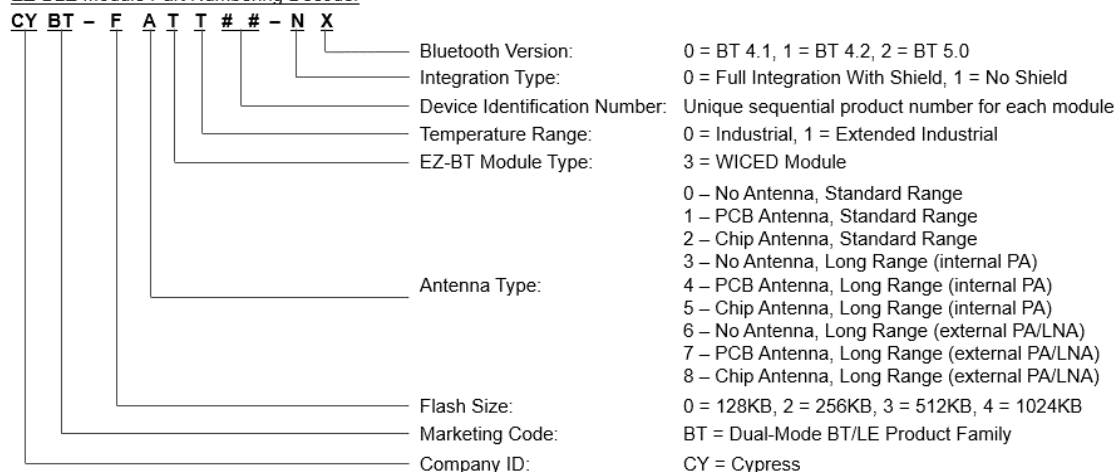 EZ-BLE Module Part Numbering Decoder
CY BT – F A T T # # – N X
Bluetooth Version: 0 = BT 4.1, 1 = BT 4.2, 2 = BT 5.0
Integration Type: 0 = Full Integration With Shield, 1 = No Shield
Device Identification Number: Unique sequential product number for each module
Temperature Range: 0 = Industrial, 1 = Extended Industrial
EZ-BT Module Type: 3 = WICED Module
0 – No Antenna, Standard Range
1 – PCB Antenna, Standard Range
2 – Chip Antenna, Standard Range
3 – No Antenna, Long Range (internal PA)
Antenna Type: 4 – PCB Antenna, Long Range (internal PA)
5 – Chip Antenna, Long Range (internal PA)
6 – No Antenna, Long Range (external PA/LNA)
7 – PCB Antenna, Long Range (external PA/LNA)
8 – Chip Antenna, Long Range (external PA/LNA)
Flash Size: 0 = 128KB, 2 = 256KB, 3 = 512KB, 4 = 1024KB
Marketing Code: BT = Dual-Mode BT/LE Product Family
Company ID: CY = Cypress